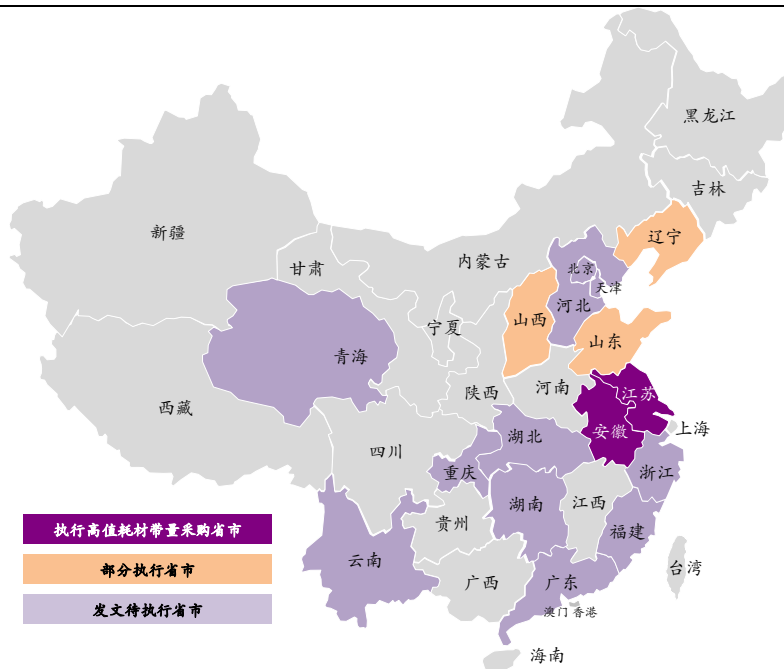 黑龙江
吉林
辽宁
新疆
内蒙古
甘肃
北京
天津
河北
山西
宁夏
山东
青海
陕西
河南
江苏
西藏
安徽
上海
湖北
四川
重庆
浙江
湖南
江西
贵州
福建
云南
广西
广东
台湾
澳门 香港
海南
执行高值耗材带量采购省市
部分执行省市
发文待执行省市